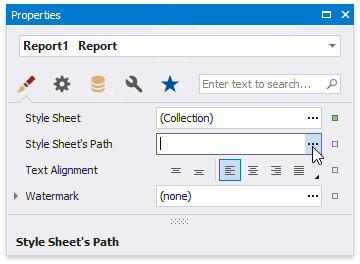 Properties
Report1 Report
Enter text to search...
Style Sheet (Collection)
Style Sheet's Path
Text Alignment
Watermark (none)
Style Sheet's Path